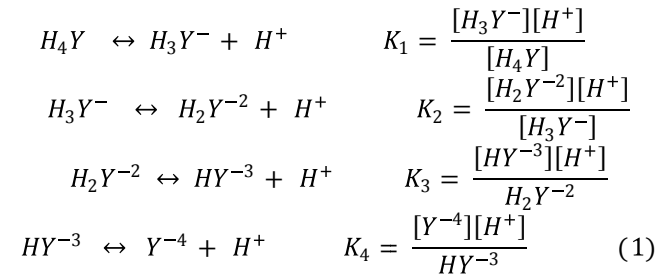 H₄Y ↔ H₃Y⁻ + H⁺ K₁ = [H₃Y⁻][H⁺] / [H₄Y]
H₃Y⁻ ↔ H₂Y⁻² + H⁺ K₂ = [H₂Y⁻²][H⁺] / [H₃Y⁻]
H₂Y⁻² ↔ HY⁻³ + H⁺ K₃ = [HY⁻³][H⁺] / H₂Y⁻²
HY⁻³ ↔ Y⁻⁴ + H⁺ K₄ = [Y⁻⁴][H⁺] / HY⁻³ (1)